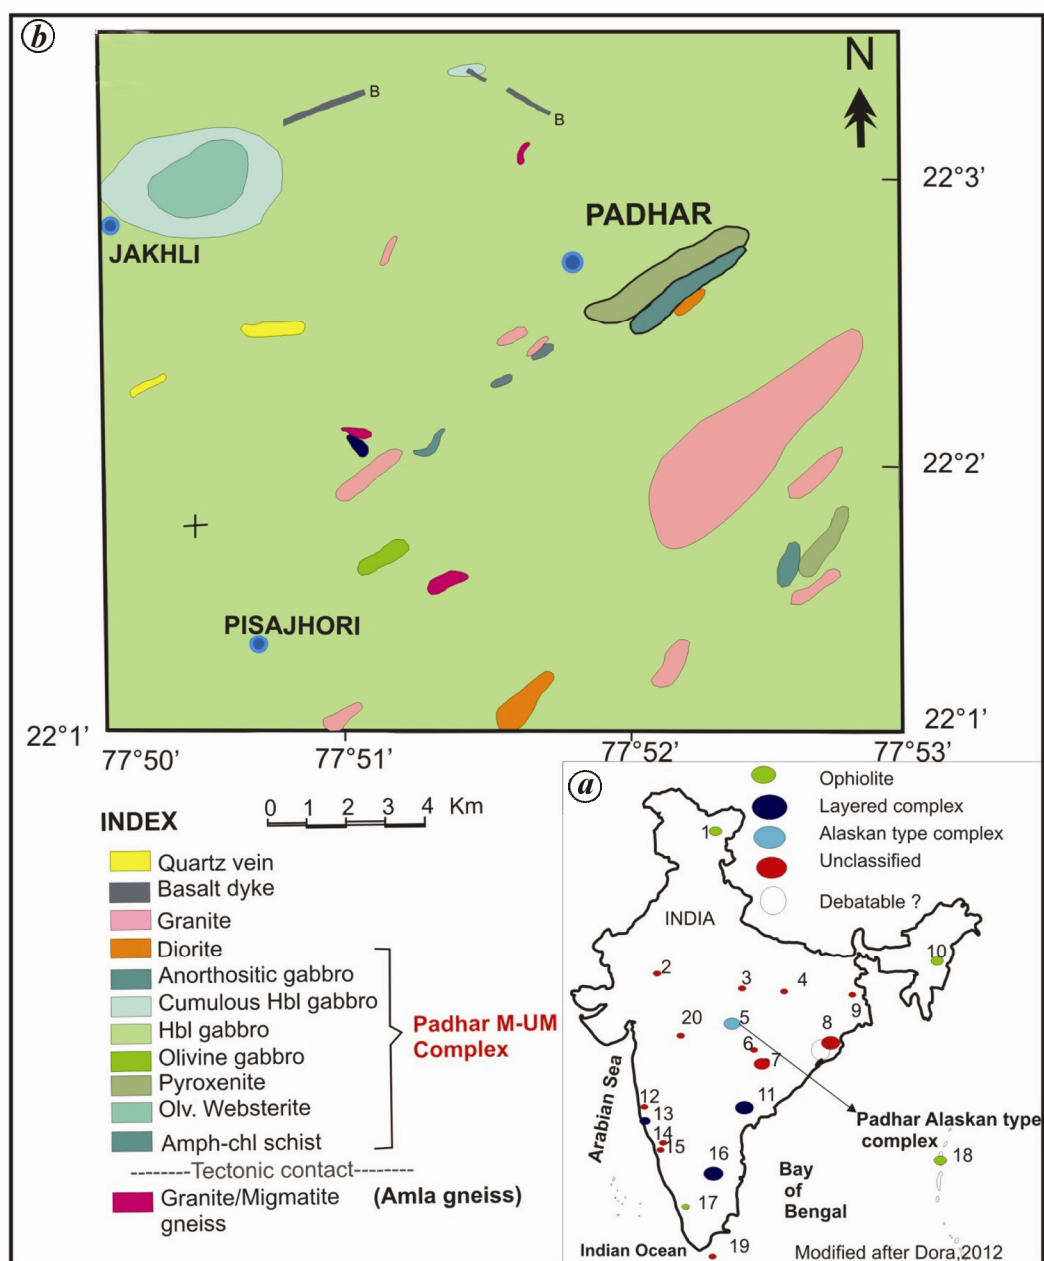 b
N
B
B
22°3’
PADHAR
JAKHLI
22°2’
PISAJHORI
22°1’
22°1’
77°50’
77°51’
77°52’
77°53’
INDEX
0 1 2 3 4 Km
Quartz vein
Basalt dyke
Granite
Diorite
Anorthositic gabbro
Cumulous Hbl gabbro
Hbl gabbro
Olivine gabbro
Pyroxenite
Olv. Websterite
Amph-chl schist
Padhar M-UM
Complex
--------Tectonic contact--------
Granite/Migmatite
gneiss
(Amla gneiss)
a
Ophiolite
Layered complex
Alaskan type complex
Unclassified
Debatable ?
INDIA
1
2
3
4
5
6
7
8
9
10
11
12
13
14
15
16
17
18
19
20
Arabian Sea
Padhar Alaskan type
complex
Bay
of
Bengal
Indian Ocean
Modified after Dora,2012